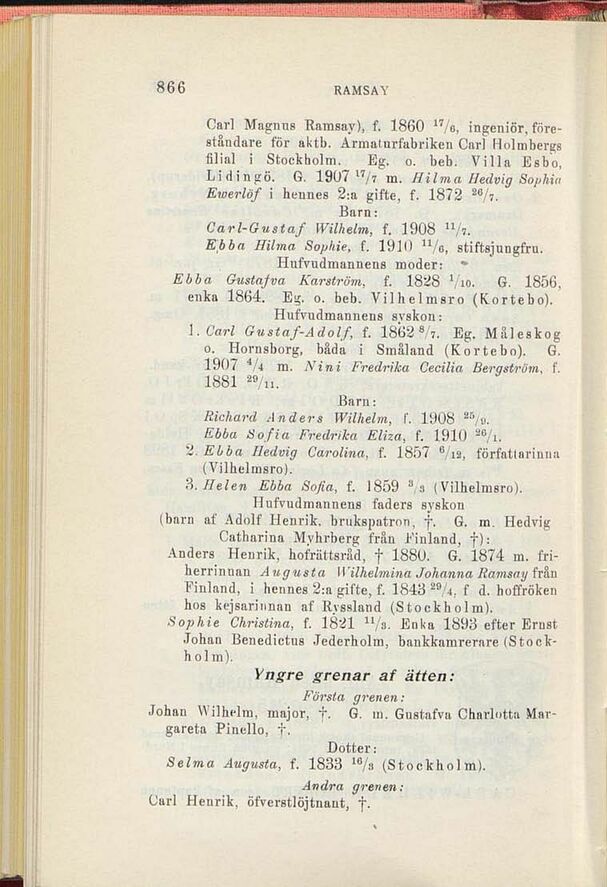 866 RAMSAY
Carl Magnus Ramsay), f. 1860 17/6, ingeniör, före-
ståndare för aktb. Armaturfabriken Carl Holmbergs
filial i Stockholm. Eg. o. beb. Villa Esbo,
Lidingö. G. 1907 17/7 m. Hilma Hedvig Sophia
Ewerlöf i hennes 2:a gifte, f. 1872 26/7.
Barn:
Carl-Gustaf Wilhelm, f. 1908 11/7.
Ebba Hilma Sophie, f. 1910 11/6, stiftsjungfru.
Hufvudmannens moder:
Ebba Gustafva Karström, f. 1828 1/10. G. 1856,
enka 1864. Eg. o. beb. Vilhelmsro (Kortebo).
Hufvudmannens syskon:
1. Carl Gustaf-Adolf, f. 1862 8/7. Eg. Måleskog
o. Hornsborg, båda i Småland (Kortebo). G.
1907 4/4 m. Nini Fredrika Cecilia Bergström, f.
1881 29/11.
Barn:
Richard Anders Wilhelm, f. 1908 25/9.
Ebba Sofia Fredrika Eliza, f. 1910 26/1.
2. Ebba Hedvig Carolina, f. 1857 6/12, författarinna
(Vilhelmsro).
3. Helen Ebba Sofia, f. 1859 3/3 (Vilhelmsro).
Hufvudmannens faders syskon
(barn af Adolf Henrik, brukspatron, †. G. m. Hedvig
Catharina Myhrberg från Finland, †):
Anders Henrik, hofrättsråd, † 1880. G. 1874 m. fri-
herrinnan Augusta Wilhelmina Johanna Ramsay från
Finland, i hennes 2:a gifte, f. 1843 29/4, f d. hoffröken
hos kejsarinnan af Ryssland (Stockholm).
Sophie Christina, f. 1821 11/3. Enka 1893 efter Ernst
Johan Benedictus Jederholm, bankkamrerare (Stock-
holm).
Yngre grenar af ätten:
Första grenen:
Johan Wilhelm, major, †. G. m. Gustafva Charlotta Mar-
gareta Pinello, †.
Dotter:
Selma Augusta, f. 1833 16/3 (Stockholm).
Andra grenen:
Carl Henrik, öfverstlöjtnant, †.